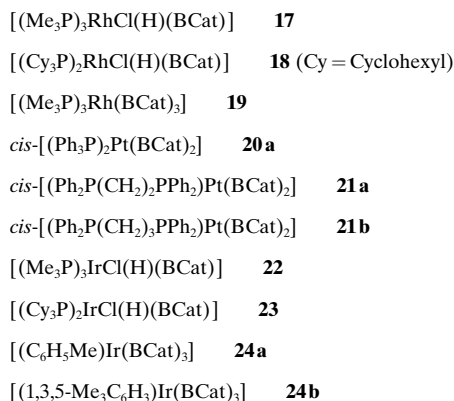 [(Me₃P)₃RhCl(H)(BCat)] 17
[(Cy₃P)₂RhCl(H)(BCat)] 18 (Cy = Cyclohexyl)
[(Me₃P)₃Rh(BCat)₃] 19
cis-[(Ph₃P)₂Pt(BCat)₂] 20a
cis-[(Ph₂P(CH₂)₂PPh₂)Pt(BCat)₂] 21a
cis-[(Ph₂P(CH₂)₃PPh₂)Pt(BCat)₂] 21b
[(Me₃P)₃IrCl(H)(BCat)] 22
[(Cy₃P)₂IrCl(H)(BCat)] 23
[(C₆H₅Me)Ir(BCat)₃] 24a
[(1,3,5-Me₃C₆H₃)Ir(BCat)₃] 24b